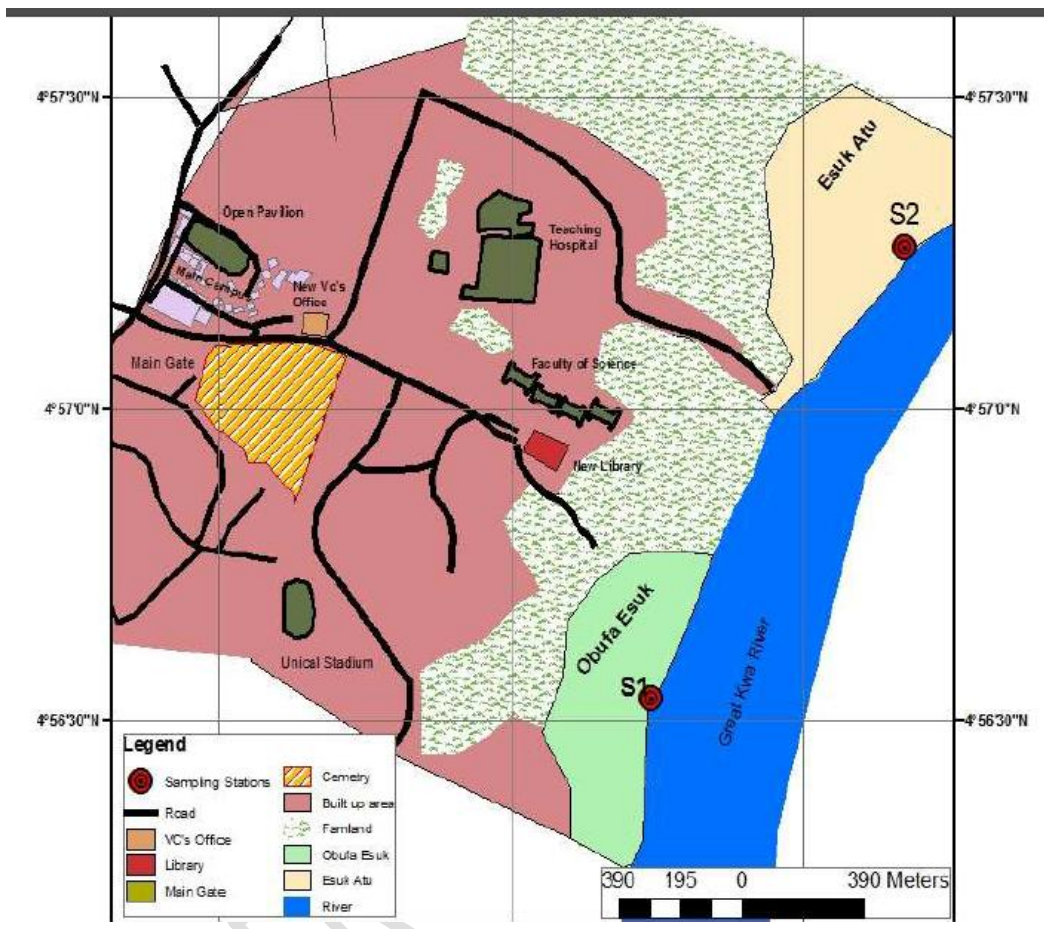 4°57'30"N
4°57'30"N
Esuk Atu
S2
Open Pavilion
Teaching
Hospital
Main Campus
New Vc's
Office
Main Gate
Faculty of Science
4°57'0"N
4°57'0"N
New Library
Obufa Esuk
Unical Stadium
S1
Great Kwa River
4°56'30"N
4°56'30"N
Legend
Sampling Stations
Road
VC's Office
Library
Main Gate
Cemetry
Built up area
Famland
Obufa Esuk
Esuk Atu
River
390 195 0 390 Meters